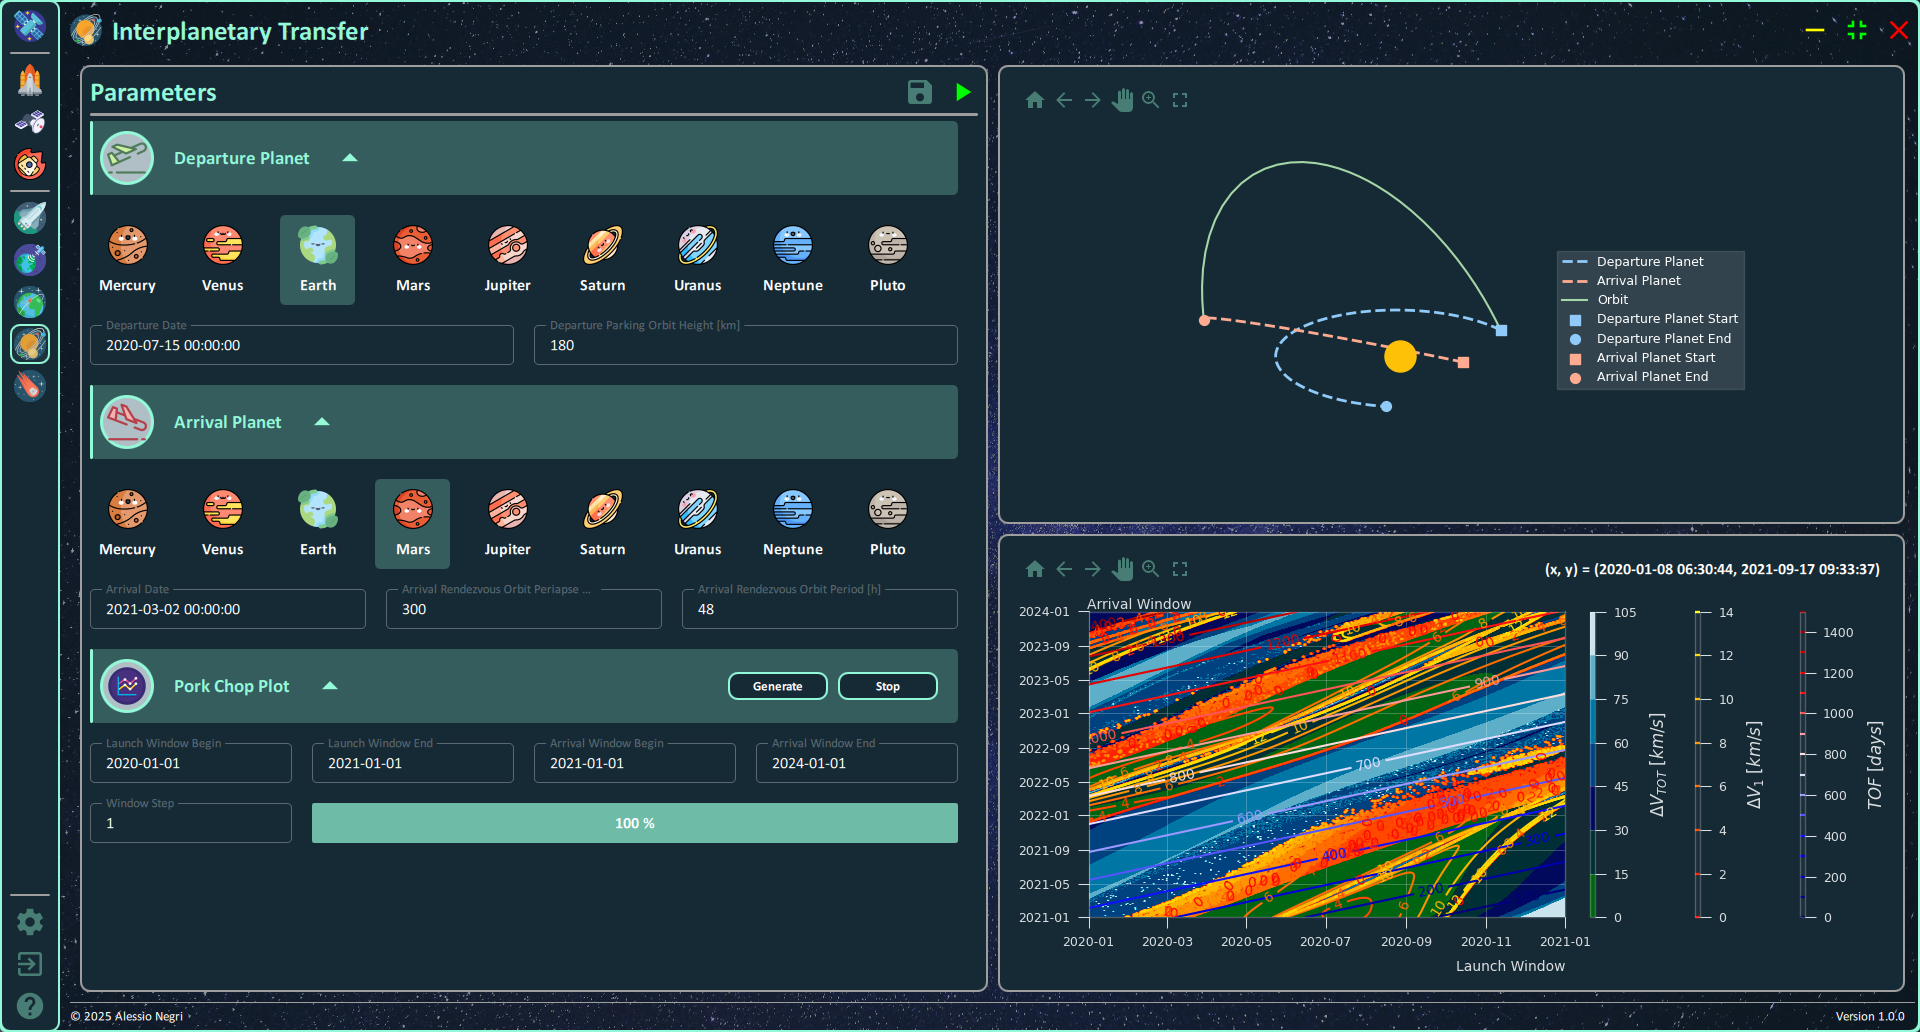 Interplanetary Transfer
Parameters
Departure Planet
Mercury Venus Earth Mars Jupiter Saturn Uranus Neptune Pluto
Departure Date Departure Parking Orbit Height [km]
2020-07-15 00:00:00 180
Arrival Planet
Mercury Venus Earth Mars Jupiter Saturn Uranus Neptune Pluto
Arrival Date Arrival Rendezvous Orbit Periapse ... Arrival Rendezvous Orbit Period [h]
2021-03-02 00:00:00 300 48
Pork Chop Plot Generate Stop
Launch Window Begin Launch Window End Arrival Window Begin Arrival Window End
2020-01-01 2021-01-01 2021-01-01 2024-01-01
Window Step
1 100 %
Departure Planet
Arrival Planet
Orbit
Departure Planet Start
Departure Planet End
Arrival Planet Start
Arrival Planet End
(x, y) = (2020-01-08 06:30:44, 2021-09-17 09:33:37)
Arrival Window
2024-01
2023-09
2023-05
2023-01
2022-09
2022-05
2022-01
2021-09
2021-05
2021-01
2020-01 2020-03 2020-05 2020-07 2020-09 2020-11 2021-01
Launch Window
900
800
700
600
400
300
200
105
90
75
60
45
30
15
0
ΔV_TOT [km/s]
14
12
10
8
6
4
2
0
ΔV_1 [km/s]
1400
1200
1000
800
600
400
200
0
TOF [days]
© 2025 Alessio Negri
Version 1.0.0